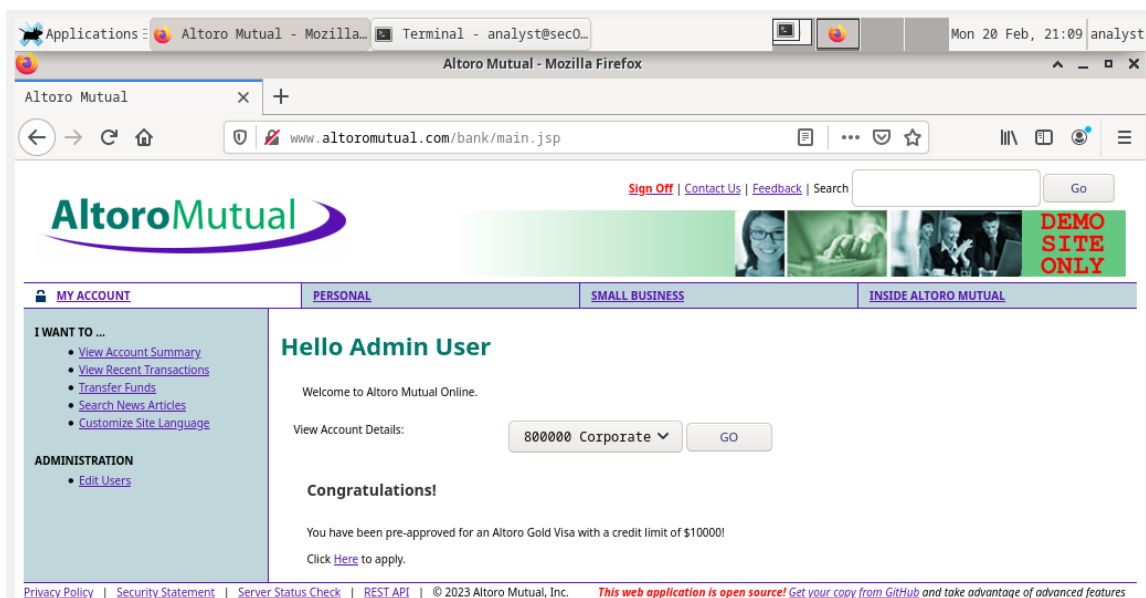 Applications Altoro Mutual - Mozilla… Terminal - analyst@secO… Mon 20 Feb, 21:09 analyst
Altoro Mutual - Mozilla Firefox
Altoro Mutual
www.altoromutual.com/bank/main.jsp
Sign Off | Contact Us | Feedback | Search Go
AltoroMutual
DEMO
SITE
ONLY
MY ACCOUNT PERSONAL SMALL BUSINESS INSIDE ALTORO MUTUAL
I WANT TO ...
View Account Summary
View Recent Transactions
Transfer Funds
Search News Articles
Customize Site Language
ADMINISTRATION
Edit Users
Hello Admin User
Welcome to Altoro Mutual Online.
View Account Details: 800000 Corporate GO
Congratulations!
You have been pre-approved for an Altoro Gold Visa with a credit limit of $10000!
Click Here to apply.
Privacy Policy | Security Statement | Server Status Check | REST API | © 2023 Altoro Mutual, Inc. This web application is open source! Get your copy from GitHub and take advantage of advanced features